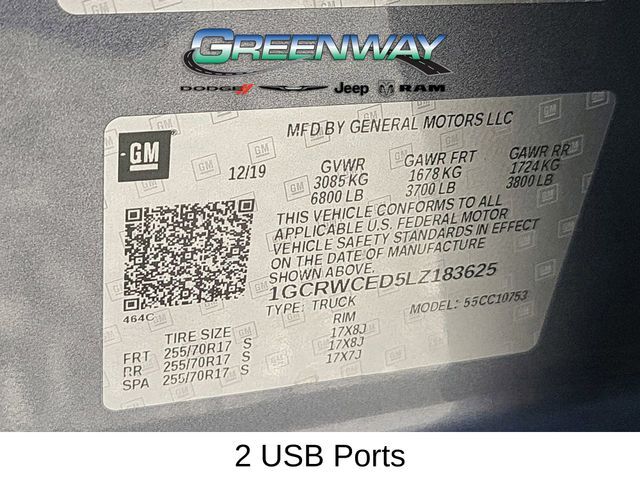 GREENWAY
DODGE Jeep RAM
GM
MFD BY GENERAL MOTORS LLC
12/19 GVWR GAWR FRT GAWR RR
3085 KG 1678 KG 1724 KG
6800 LB 3700 LB 3800 LB
THIS VEHICLE CONFORMS TO ALL
APPLICABLE U.S. FEDERAL MOTOR
VEHICLE SAFETY STANDARDS IN EFFECT
ON THE DATE OF MANUFACTURE
SHOWN ABOVE.
1GCRWCED5LZ183625
464C
TYPE: TRUCK MODEL: 55CC10753
TIRE SIZE RIM
FRT 255/70R17 S 17X8J
RR 255/70R17 S 17X8J
SPA 255/70R17 S 17X7J
2 USB Ports